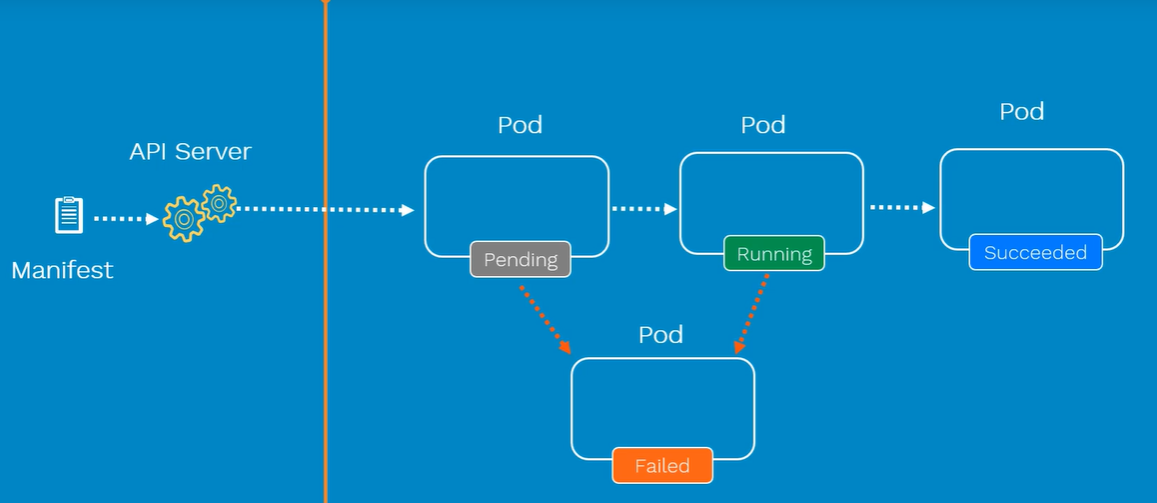 API Server
Manifest
Pod
Pending
Pod
Running
Pod
Succeeded
Pod
Failed